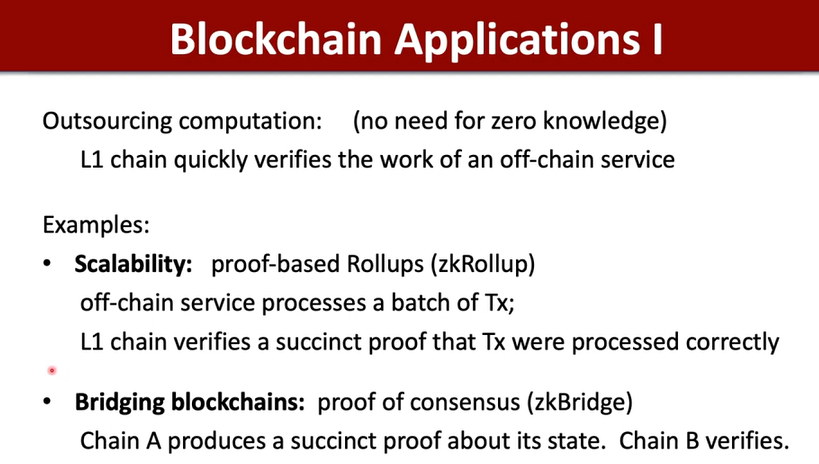 Blockchain Applications I
Outsourcing computation: (no need for zero knowledge)
L1 chain quickly verifies the work of an off-chain service
Examples:
• Scalability: proof-based Rollups (zkRollup)
off-chain service processes a batch of Tx;
L1 chain verifies a succinct proof that Tx were processed correctly
• Bridging blockchains: proof of consensus (zkBridge)
Chain A produces a succinct proof about its state. Chain B verifies.